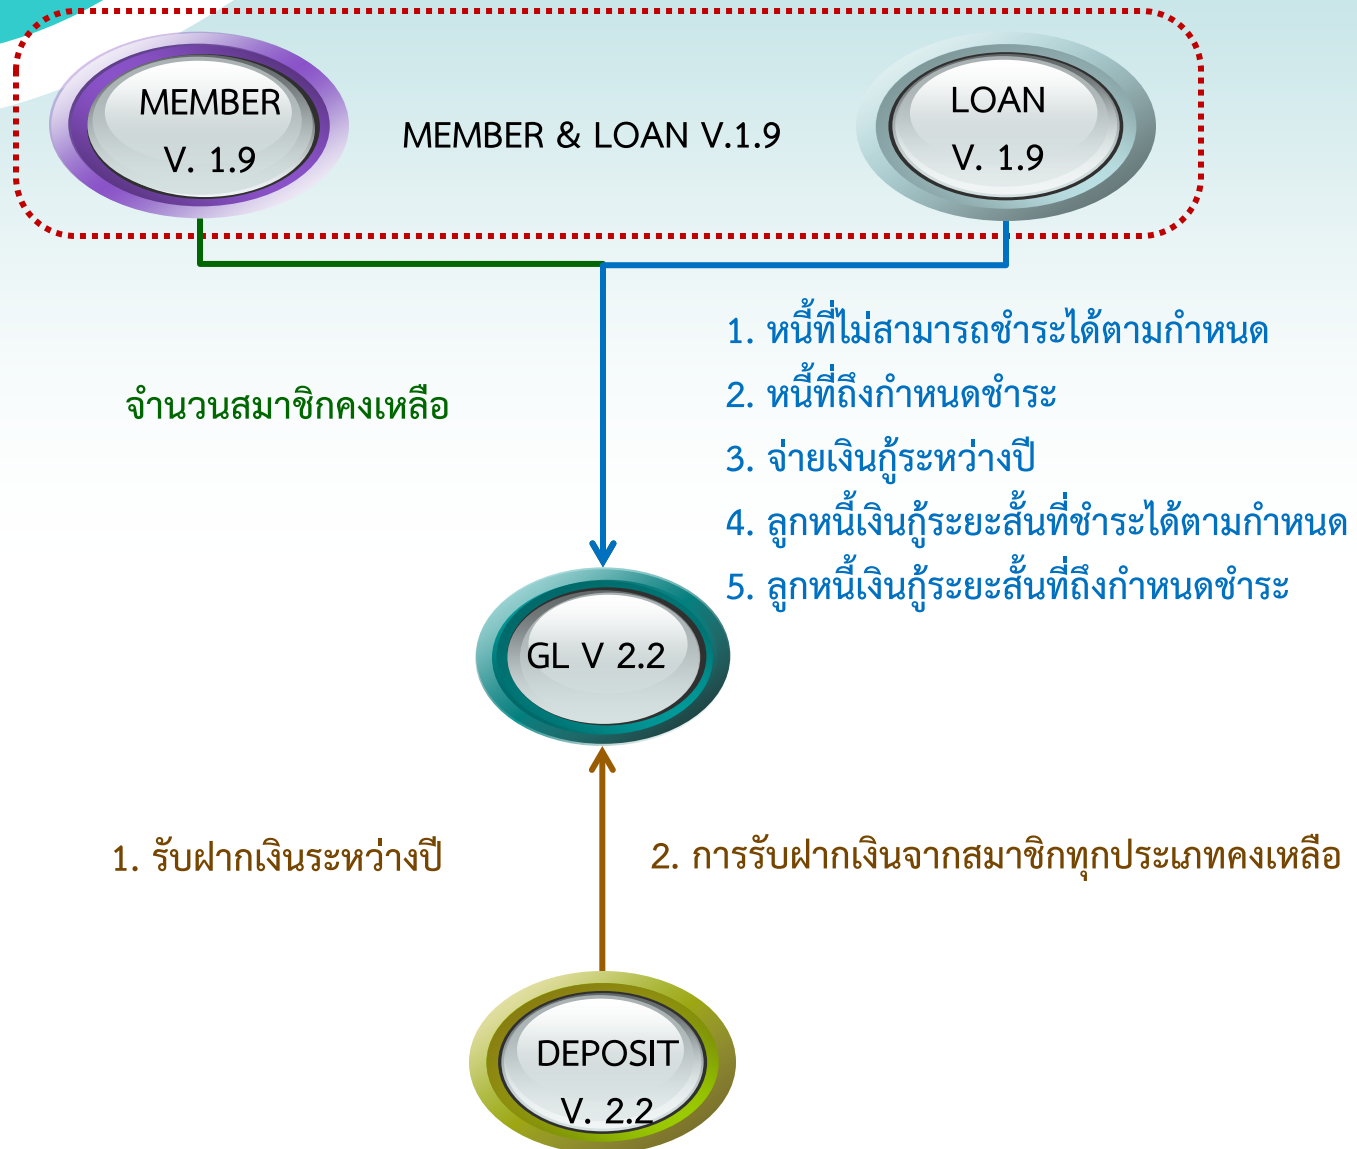 MEMBER
V. 1.9
MEMBER & LOAN V.1.9
LOAN
V. 1.9
1. หนี้ที่ไม่สามารถชำระได้ตามกำหนด
2. หนี้ที่ถึงกำหนดชำระ
3. จ่ายเงินกู้ระหว่างปี
4. ลูกหนี้เงินกู้ระยะสั้นที่ชำระได้ตามกำหนด
5. ลูกหนี้เงินกู้ระยะสั้นที่ถึงกำหนดชำระ
จำนวนสมาชิกคงเหลือ
GL V 2.2
1. รับฝากเงินระหว่างปี
2. การรับฝากเงินจากสมาชิกทุกประเภทคงเหลือ
DEPOSIT
V. 2.2